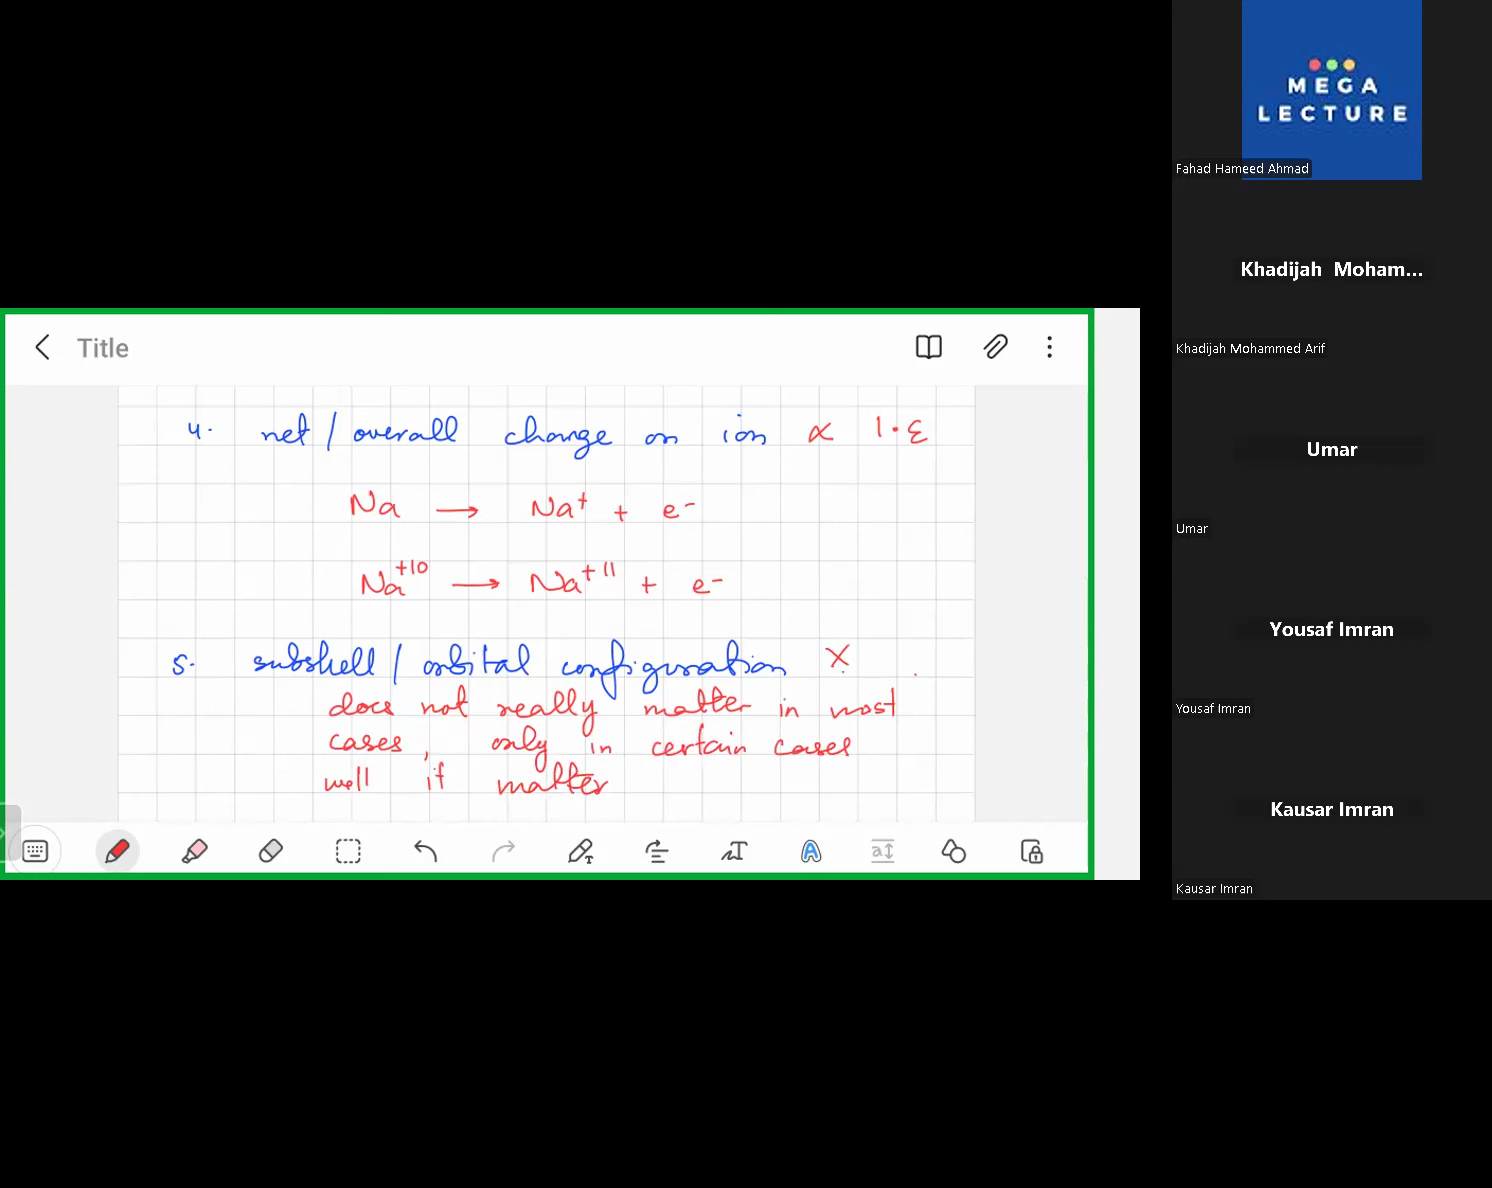 MEGA
LECTURE
Fahad Hameed Ahmad
Khadijah Moham...
Khadijah Mohammed Arif
Umar
Umar
Yousaf Imran
Yousaf Imran
Kausar Imran
Kausar Imran
Title
4. net / overall change on ion ∝ I.E
Na → Na+ + e-
Na+10 → Na+11 + e-
5. subshell / orbital configuration X
does not really matter in most
cases, only in certain cases
well it matter